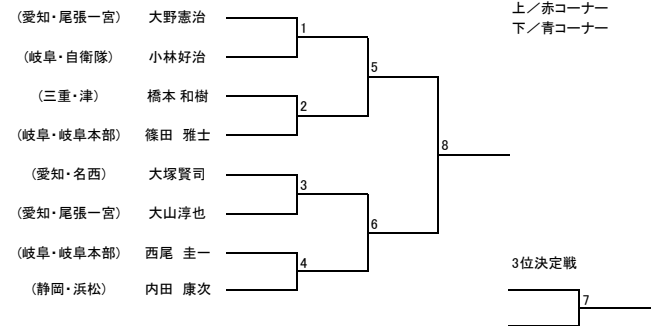 上／赤コーナー
下／青コーナー
(愛知・尾張一宮) 大野憲治
1
(岐阜・自衛隊) 小林好治
5
(三重・津) 橋本 和樹
2
(岐阜・岐阜本部) 篠田 雅士
8
(愛知・名西) 大塚賢司
3
(愛知・尾張一宮) 大山淳也
6
(岐阜・岐阜本部) 西尾 圭一
4
(静岡・浜松) 内田 康次
3位決定戦
7